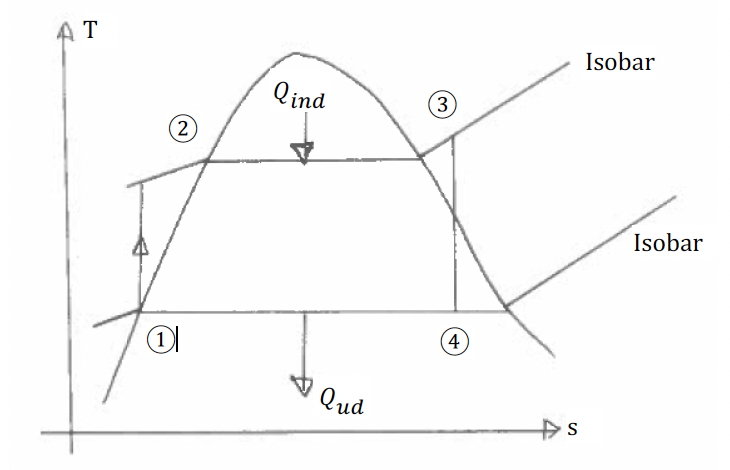 T
Isobar
Q_ind
③
②
Isobar
①
④
Q_ud
s